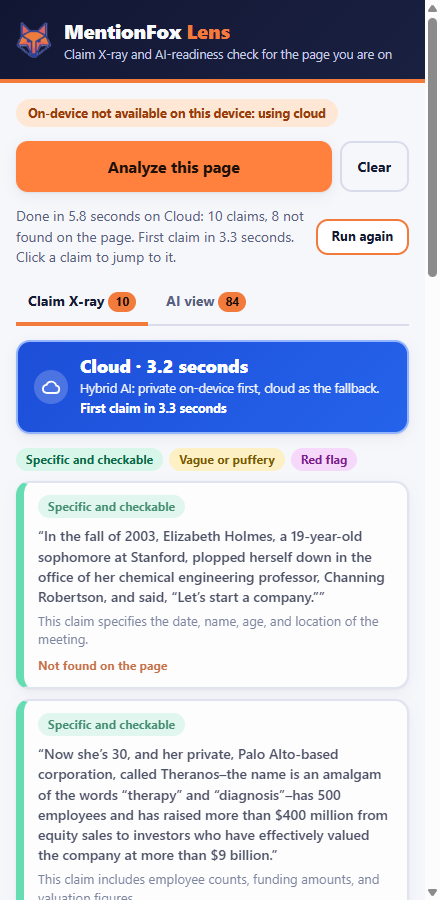 MentionFox Lens
Claim X-ray and AI-readiness check for the page you are on
On-device not available on this device: using cloud
Analyze this page
Clear
Done in 5.8 seconds on Cloud: 10 claims, 8 not
found on the page. First claim in 3.3 seconds.
Click a claim to jump to it.
Run again
Claim X-ray 10
AI view 84
Cloud · 3.2 seconds
Hybrid AI: private on-device first, cloud as the fallback.
First claim in 3.3 seconds
Specific and checkable
Vague or puffery
Red flag
Specific and checkable
“In the fall of 2003, Elizabeth Holmes, a 19-year-old
sophomore at Stanford, plopped herself down in the
office of her chemical engineering professor, Channing
Robertson, and said, “Let’s start a company.””
This claim specifies the date, name, age, and location of the
meeting.
Not found on the page
Specific and checkable
“Now she’s 30, and her private, Palo Alto-based
corporation, called Theranos–the name is an amalgam
of the words “therapy” and “diagnosis”–has 500
employees and has raised more than $400 million from
equity sales to investors who have effectively valued
the company at more than $9 billion.”
This claim includes employee counts, funding amounts, and
valuation figures.